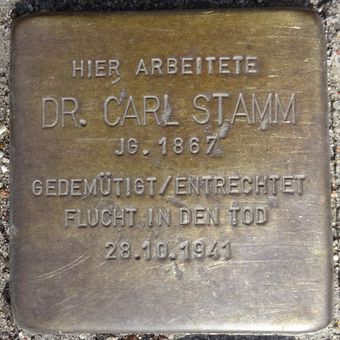 HIER ARBEITETE
DR. CARL STAMM
JG. 1867
GEDEMÜTIGT/ENTRECHTET
FLUCHT IN DEN TOD
28.10.1941